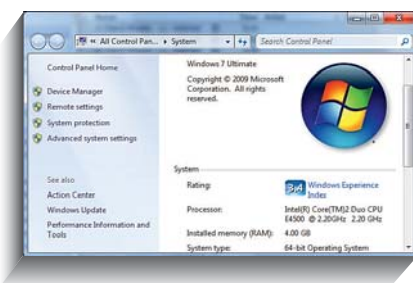 « All Control Pan... ▸ System
Search Control Panel
Control Panel Home
Device Manager
Remote settings
System protection
Advanced system settings
See also
Action Center
Windows Update
Performance Information and
Tools
Windows 7 Ultimate
Copyright © 2009 Microsoft
Corporation. All rights
reserved.
System
Rating:
3,4 Windows Experience
Index
Processor:
Intel(R) Core(TM)2 Duo CPU
E4500 @ 2.20GHz 2.20 GHz
Installed memory (RAM):
4.00 GB
System type:
64-bit Operating System